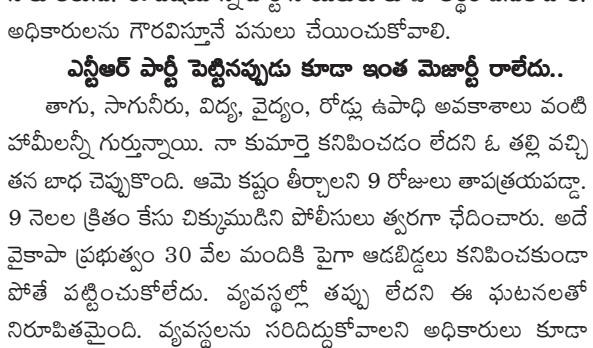 అధికారులను గౌరవిస్తూనే పనులు చేయించుకోవాలి.
ఎన్టీఆర్ పార్టీ పెట్టినప్పుడు కూడా ఇంత మెజార్టీ రాలేదు..
తాగు, సాగునీరు, విద్య, వైద్యం, రోడ్లు ఉపాధి అవకాశాలు వంటి
హామీలన్నీ గుర్తున్నాయి. నా కుమార్తె కనిపించడం లేదని ఓ తల్లి వచ్చి
తన బాధ చెప్పుకొంది. ఆమె కష్టం తీర్చాలని 9 రోజులు తాపత్రయపడ్డా.
9 నెలల క్రితం కేసు చిక్కుముడిని పోలీసులు త్వరగా ఛేదించారు. అదే
వైకాపా ప్రభుత్వం 30 వేల మందికి పైగా ఆడబిడ్డలు కనిపించకుండా
పోతే పట్టించుకోలేదు. వ్యవస్థల్లో తప్పు లేదని ఈ ఘటనలతో
నిరూపితమైంది. వ్యవస్థలను సరిదిద్దుకోవాలని అధికారులు కూడా